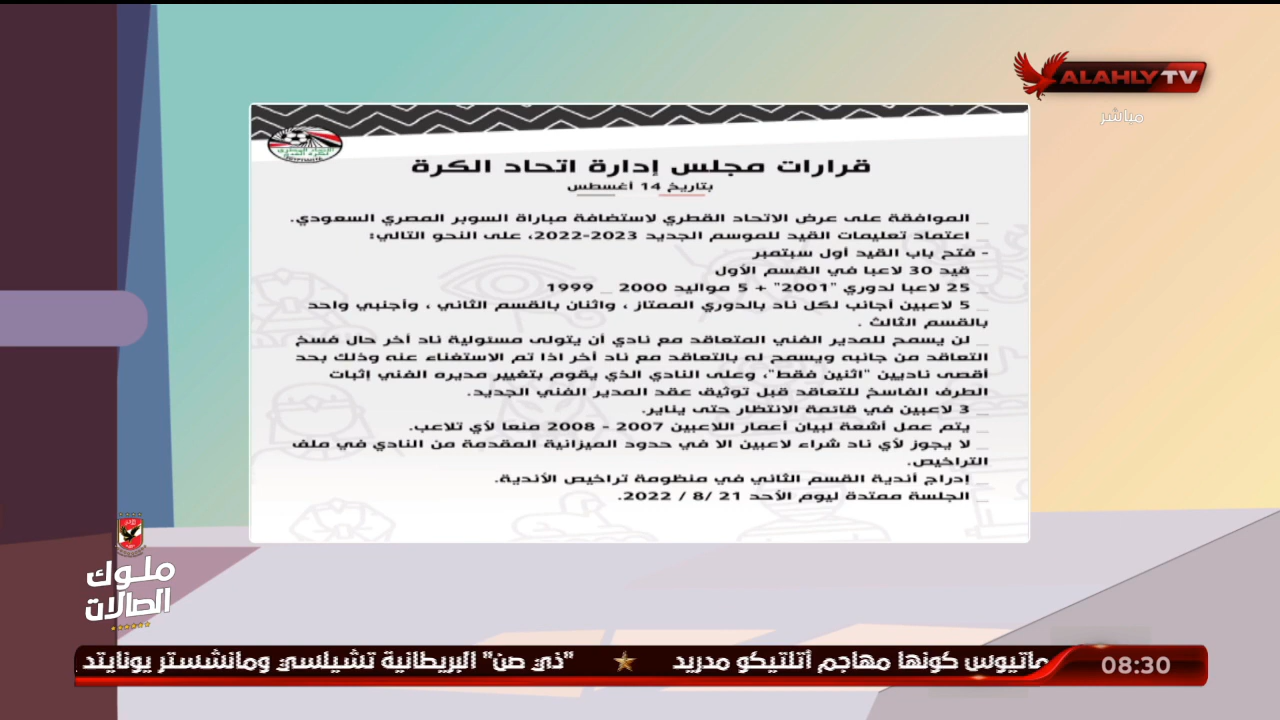 ALAHLY TV
مباشر
قرارات مجلس إدارة اتحاد الكرة
بتاريخ 14 أغسطس
_ الموافقة على عرض الاتحاد القطري لاستضافة مباراة السوبر المصري السعودي.
_ اعتماد تعليمات القيد للموسم الجديد 2023-2022، على النحو التالي:
- فتح باب القيد أول سبتمبر
_ قيد 30 لاعبا في القسم الأول
_ 25 لاعبا لدوري "2001" + 5 مواليد 2000 _ 1999
_ 5 لاعبين أجانب لكل ناد بالدوري الممتاز ، واثنان بالقسم الثاني ، وأجنبي واحد
بالقسم الثالث .
_ لن يسمح للمدير الفني المتعاقد مع نادي أن يتولى مسئولية ناد أخر حال فسخ
التعاقد من جانبه ويسمح له بالتعاقد مع ناد أخر اذا تم الاستغناء عنه وذلك بحد
أقصى ناديين "اثنين فقط"، وعلى النادي الذي يقوم بتغيير مديره الفني إثبات
الطرف الفاسخ للتعاقد قبل توثيق عقد المدير الفني الجديد.
_ 3 لاعبين في قائمة الانتظار حتى يناير.
_ يتم عمل أشعة لبيان أعمار اللاعبين 2007 - 2008 منعا لأي تلاعب.
_ لا يجوز لأي ناد شراء لاعبين الا في حدود الميزانية المقدمة من النادي في ملف
التراخيص.
_ إدراج أندية القسم الثاني في منظومة تراخيص الأندية.
_ الجلسة ممتدة ليوم الأحد 21 /8 / 2022.
ملوك
الصالات
08:30
ماتيوس كونها مهاجم أتلتيكو مدريد ★ "ذي صن" البريطانية تشيلسي ومانشستر يونايتد